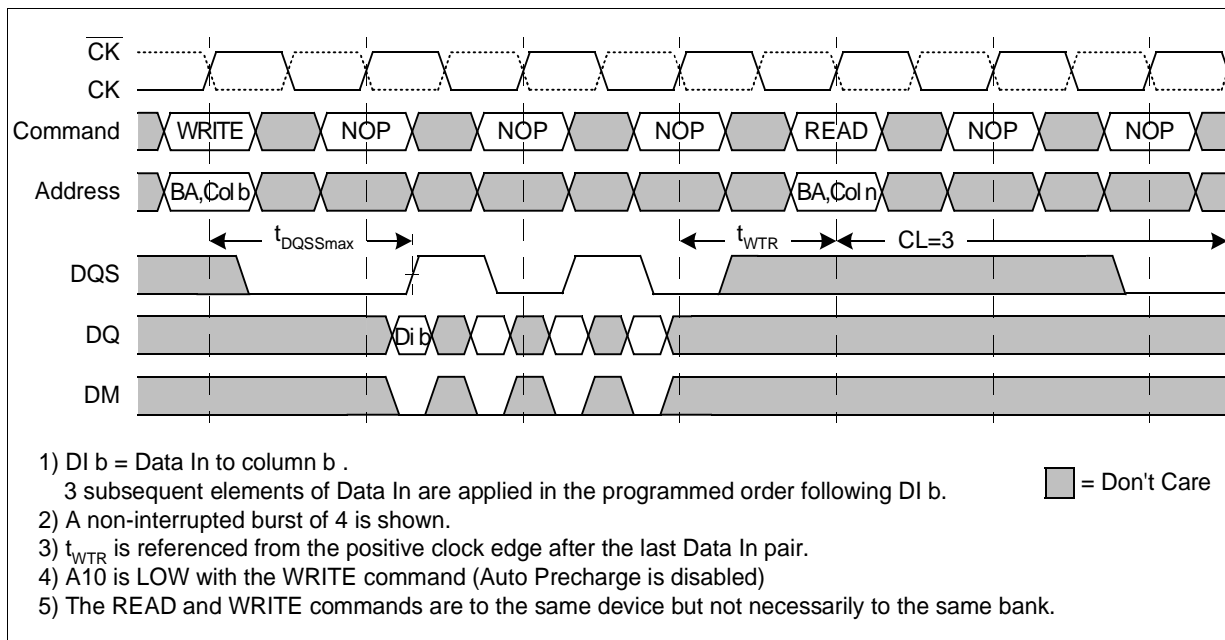 CK
CK
Command WRITE NOP NOP NOP READ NOP NOP
Address BA,Col b BA,Col n
tDQSSmax tWTR CL=3
DQS
DQ Di b
DM
1) DI b = Data In to column b .
3 subsequent elements of Data In are applied in the programmed order following DI b.
= Don't Care
2) A non-interrupted burst of 4 is shown.
3) tWTR is referenced from the positive clock edge after the last Data In pair.
4) A10 is LOW with the WRITE command (Auto Precharge is disabled)
5) The READ and WRITE commands are to the same device but not necessarily to the same bank.